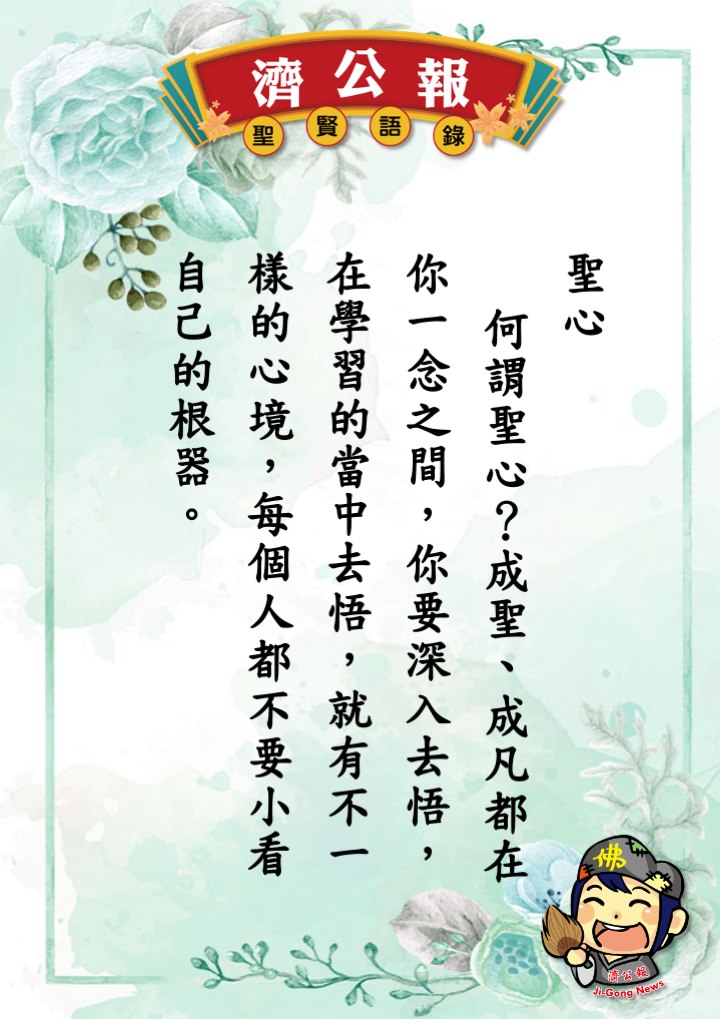 濟公報
聖賢語錄
聖心
何謂聖心？成聖、成凡都在
你一念之間，你要深入去悟，
在學習的當中去悟，就有不一
樣的心境，每個人都不要小看
自己的根器。
佛
濟公報
Ji-Gong News